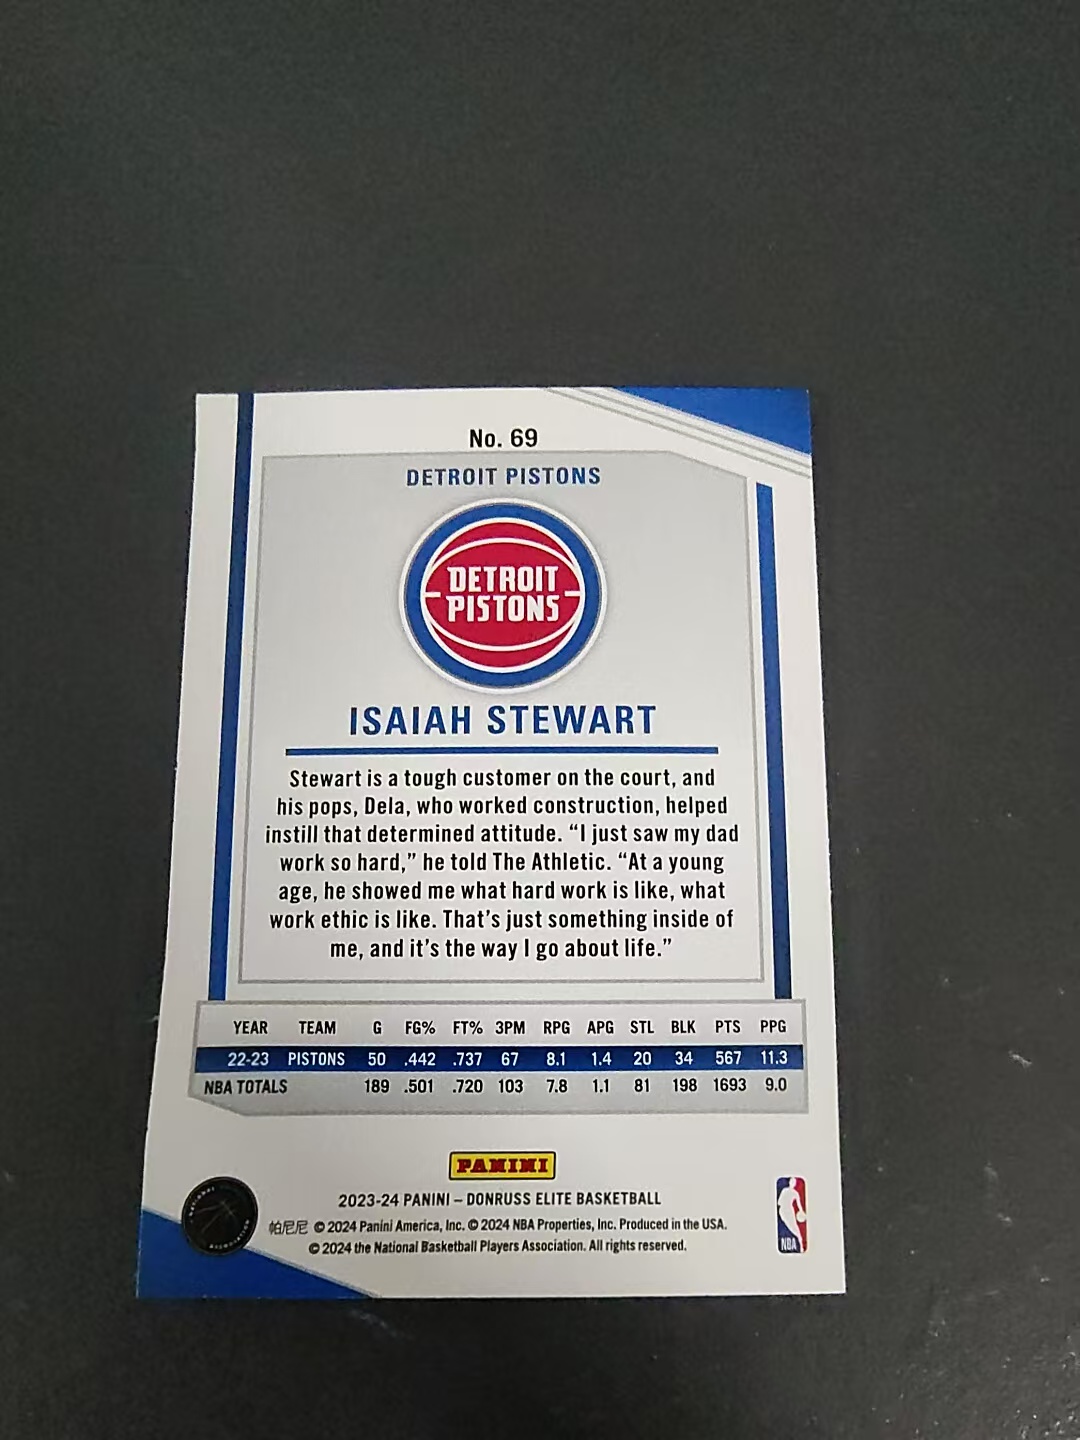 No. 69
DETROIT PISTONS
DETROIT
PISTONS
ISAIAH STEWART
Stewart is a tough customer on the court, and
his pops, Dela, who worked construction, helped
instill that determined attitude. “I just saw my dad
work so hard,” he told The Athletic. “At a young
age, he showed me what hard work is like, what
work ethic is like. That’s just something inside of
me, and it’s the way I go about life.”
YEAR TEAM G FG% FT% 3PM RPG APG STL BLK PTS PPG
22-23 PISTONS 50 .442 .737 67 8.1 1.4 20 34 567 11.3
NBA TOTALS 189 .501 .720 103 7.8 1.1 81 198 1693 9.0
PANINI
2023-24 PANINI – DONRUSS ELITE BASKETBALL
帕尼尼 © 2024 Panini America, Inc. © 2024 NBA Properties, Inc. Produced in the USA.
© 2024 the National Basketball Players Association. All rights reserved.
NBA